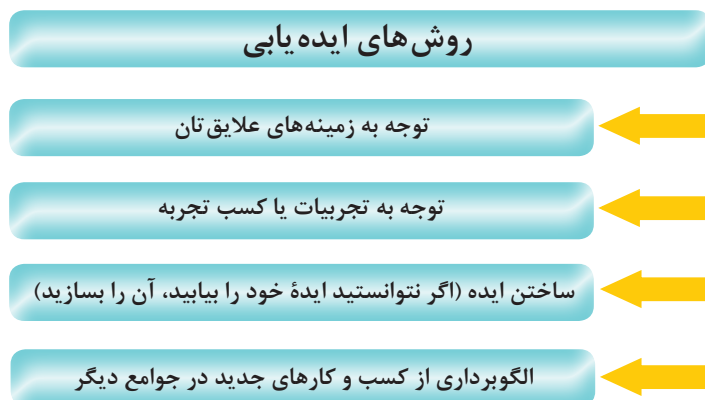 روش‌های ایده‌یابی
توجه به زمینه‌های علایق‌تان
توجه به تجربیات یا کسب تجربه
ساختن ایده (اگر نتوانستید ایدۀ خود را بیابید، آن را بسازید)
الگوبرداری از کسب و کارهای جدید در جوامع دیگر